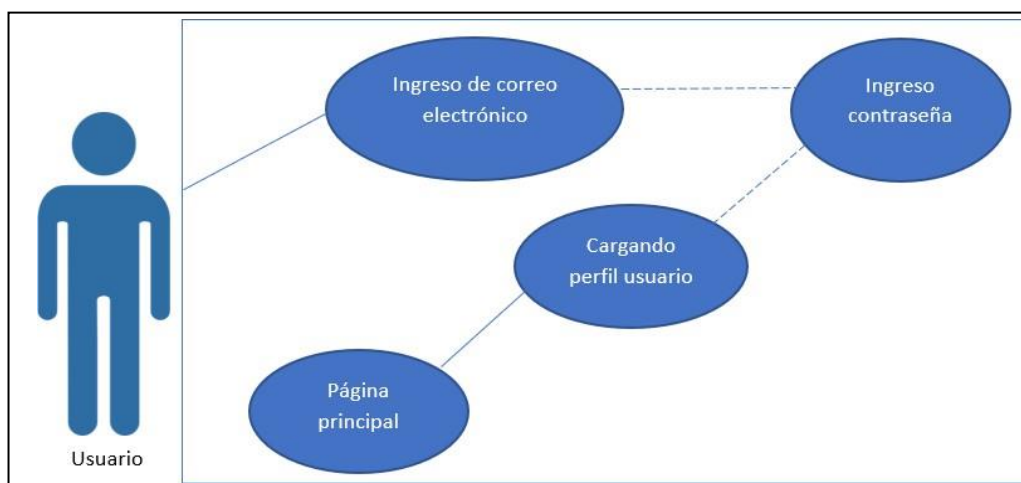 Ingreso de correo
electrónico
Ingreso
contraseña
Cargando
perfil usuario
Página
principal
Usuario